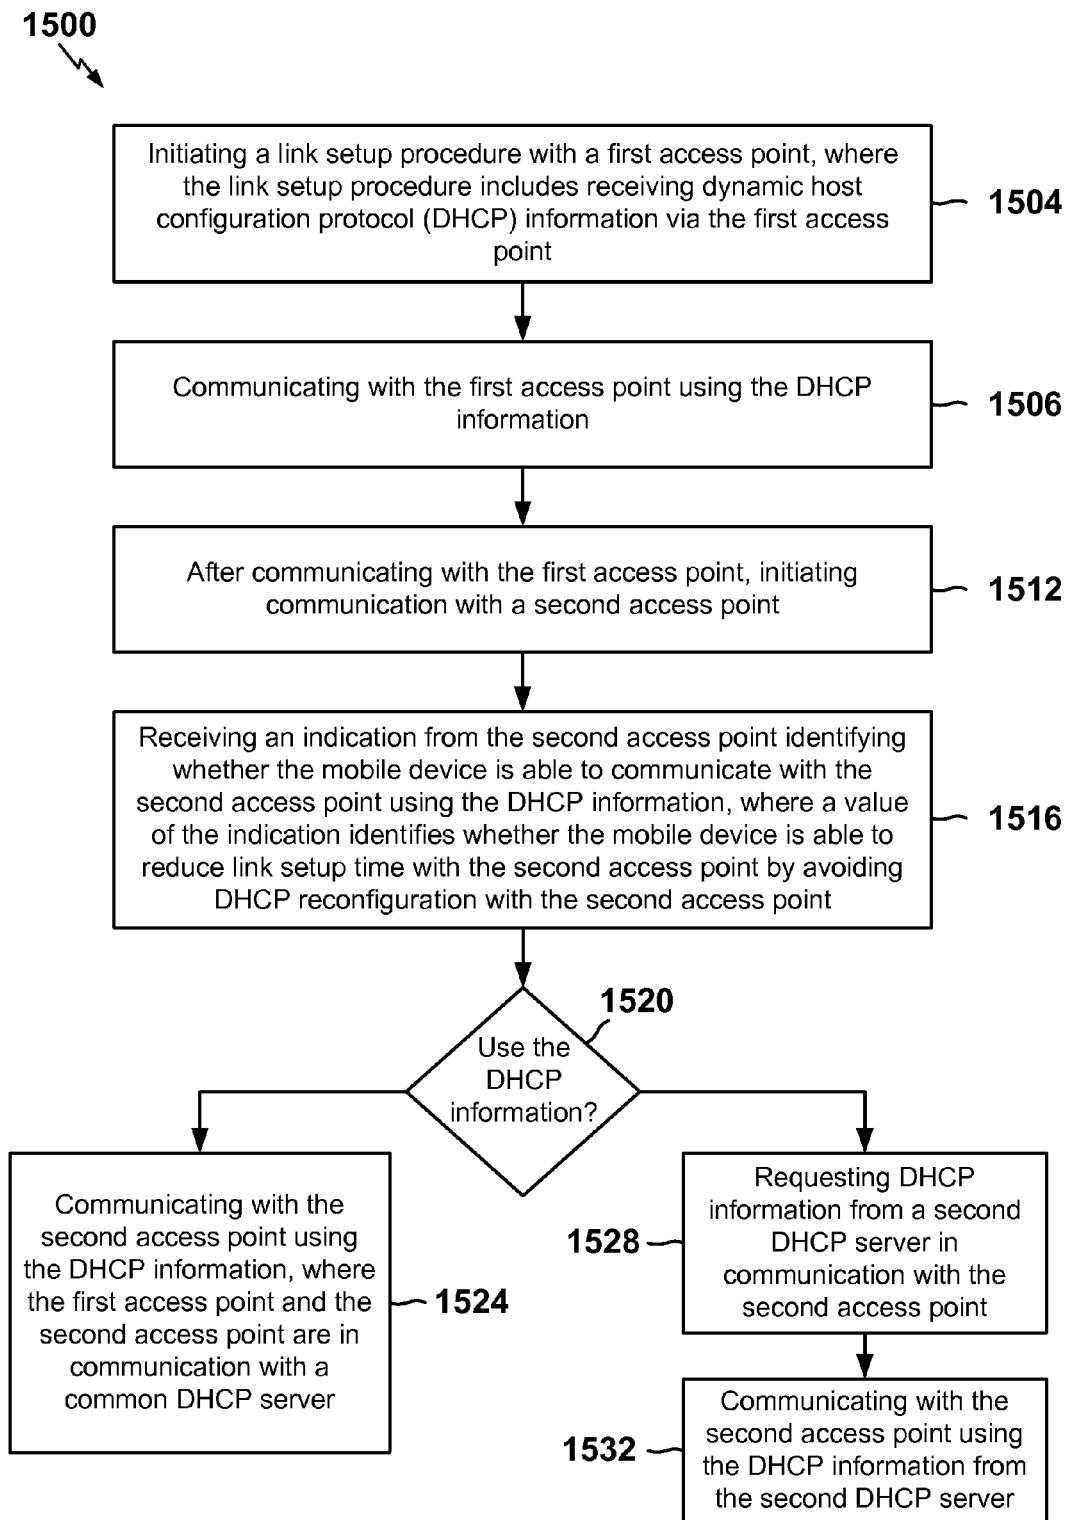 1500
Initiating a link setup procedure with a first access point, where
the link setup procedure includes receiving dynamic host
configuration protocol (DHCP) information via the first access
point
1504
Communicating with the first access point using the DHCP
information
1506
After communicating with the first access point, initiating
communication with a second access point
1512
Receiving an indication from the second access point identifying
whether the mobile device is able to communicate with the
second access point using the DHCP information, where a value
of the indication identifies whether the mobile device is able to
reduce link setup time with the second access point by avoiding
DHCP reconfiguration with the second access point
1516
1520
Use the
DHCP
information?
Communicating with the
second access point using
the DHCP information, where
the first access point and the
second access point are in
communication with a
common DHCP server
1524
Requesting DHCP
information from a second
DHCP server in
communication with the
second access point
1528
Communicating with the
second access point using
the DHCP information from
the second DHCP server
1532